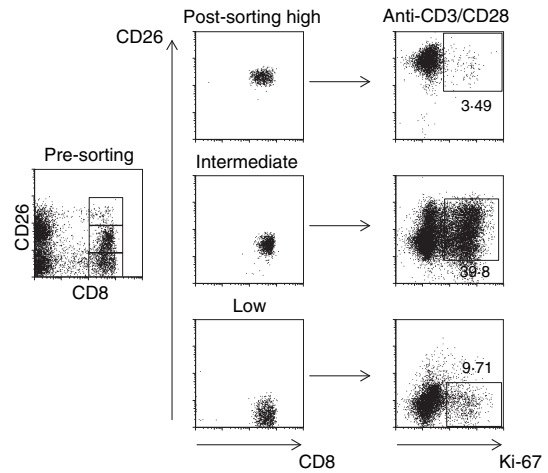 CD26
Post-sorting high
Anti-CD3/CD28
3·49
Pre-sorting
CD26
CD8
Intermediate
39·8
Low
9·71
CD8
Ki-67